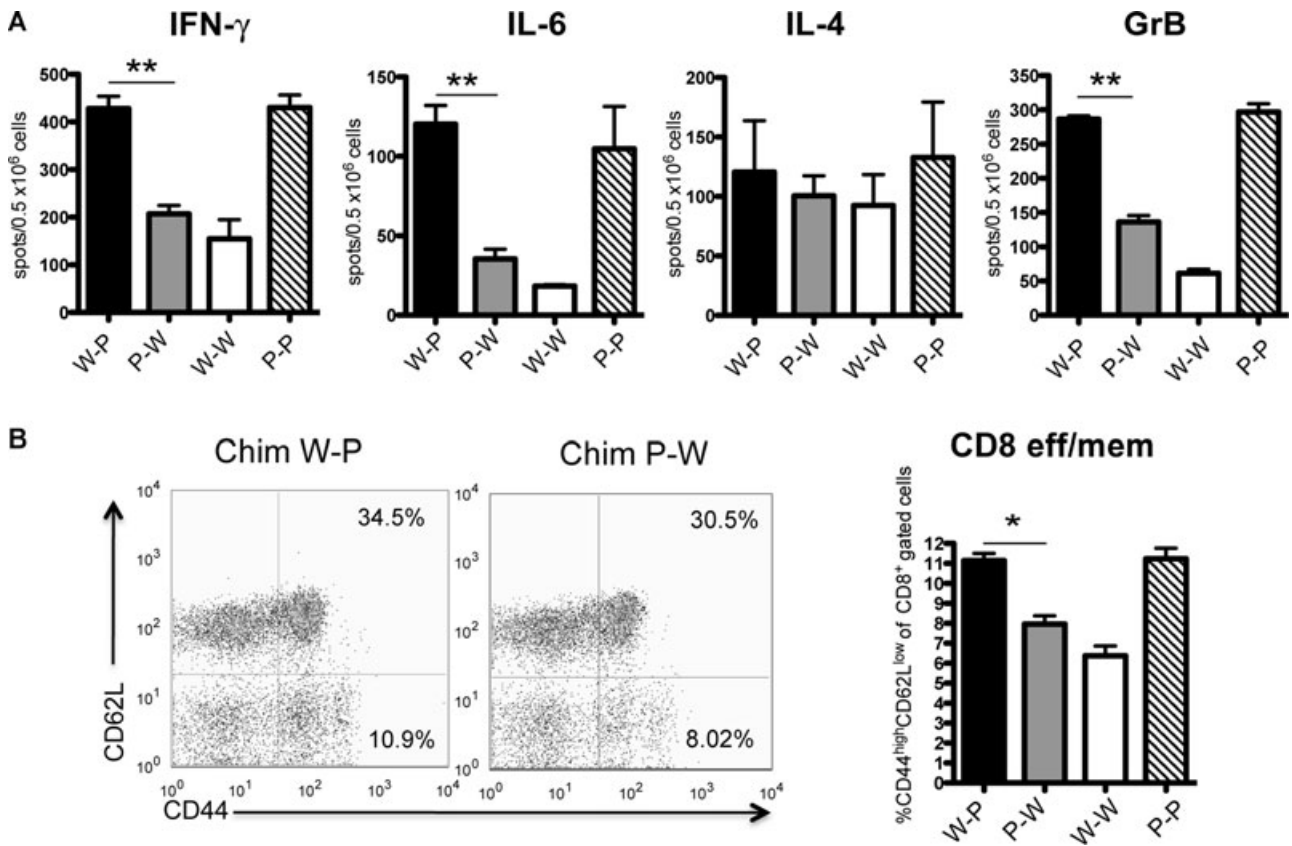 A
IFN-γ
spots/0.5 x10⁶ cells
500
400
300
200
100
0
**
W-P
P-W
W-W
P-P
IL-6
spots/0.5 x10⁶ cells
150
100
50
0
**
W-P
P-W
W-W
P-P
IL-4
spots/0.5 x10⁶ cells
200
150
100
50
0
W-P
P-W
W-W
P-P
GrB
spots/0.5 x10⁶ cells
350
300
250
200
150
100
50
0
**
W-P
P-W
W-W
P-P
B
Chim W-P
10⁴
10³
10²
10¹
10⁰
34.5%
10.9%
10⁰ 10¹ 10² 10³ 10⁴
Chim P-W
10⁴
10³
10²
10¹
10⁰
30.5%
8.02%
10⁰ 10¹ 10² 10³ 10⁴
CD62L
CD44
CD8 eff/mem
%CD44ʰⁱᵍʰCD62Lˡᵒʷ of CD8⁺ gated cells
12
11
10
9
8
7
6
5
4
3
2
1
0
*
W-P
P-W
W-W
P-P